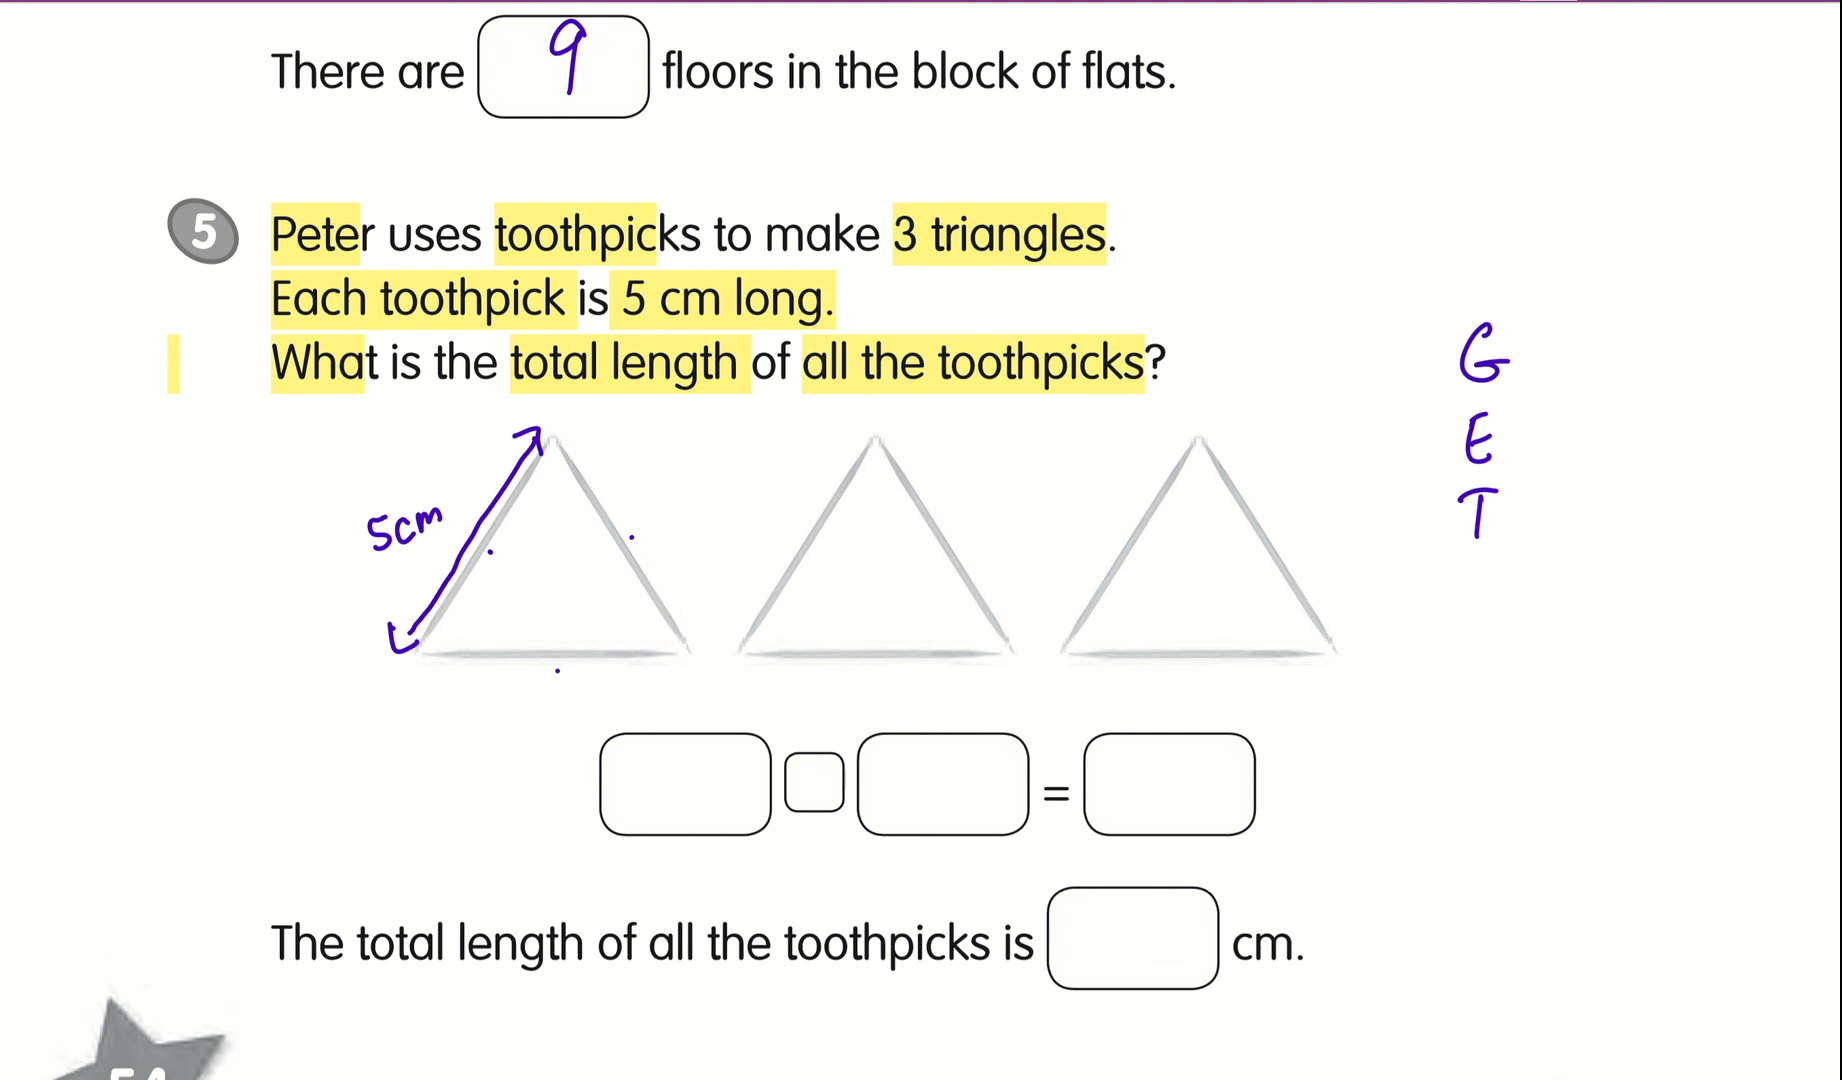 There are 9 floors in the block of flats.
5 Peter uses toothpicks to make 3 triangles.
Each toothpick is 5 cm long.
What is the total length of all the toothpicks?
G
E
T
5cm
=
The total length of all the toothpicks is cm.